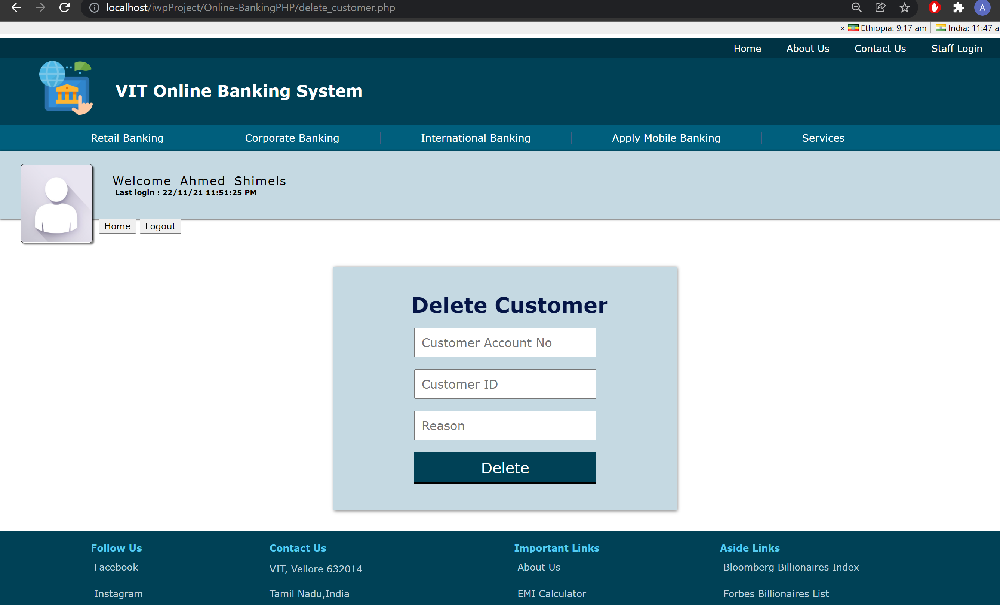 localhost/iwpProject/Online-BankingPHP/delete_customer.php
A
× Ethiopia: 9:17 am India: 11:47 a
Home About Us Contact Us Staff Login
VIT Online Banking System
Retail Banking Corporate Banking International Banking Apply Mobile Banking Services
Welcome Ahmed Shimels
Last login : 22/11/21 11:51:25 PM
Home Logout
Delete Customer
Customer Account No
Customer ID
Reason
Delete
Follow Us Contact Us Important Links Aside Links
Facebook VIT, Vellore 632014 About Us Bloomberg Billionaires Index
Instagram Tamil Nadu,India EMI Calculator Forbes Billionaires List